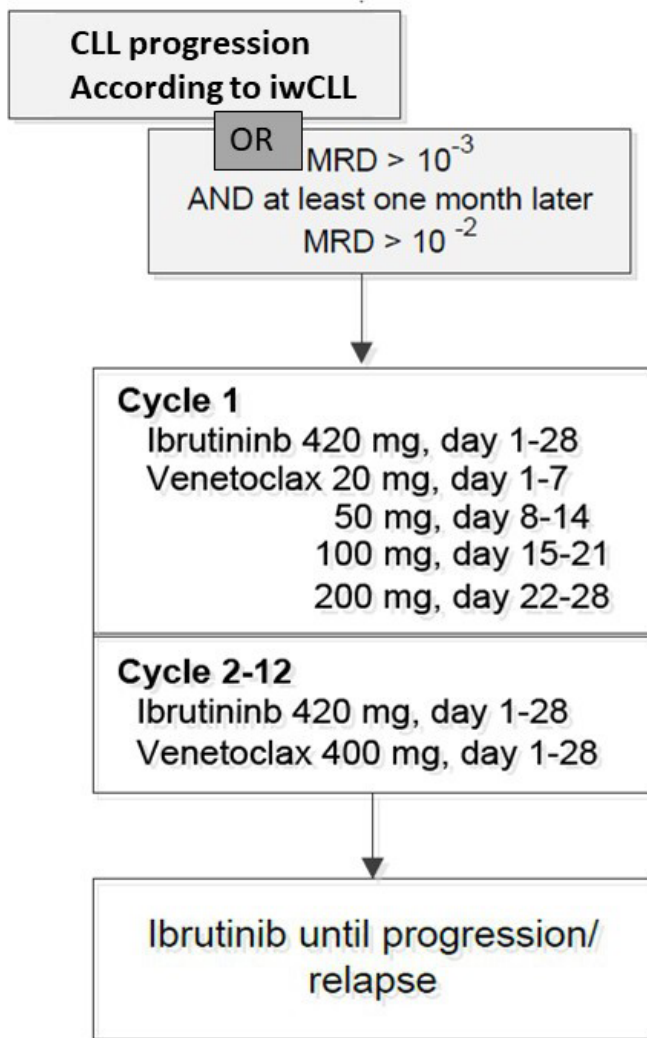 CLL progression
According to iwCLL
OR
MRD > 10⁻³
AND at least one month later
MRD > 10 ⁻²
Cycle 1
Ibrutininb 420 mg, day 1-28
Venetoclax 20 mg, day 1-7
50 mg, day 8-14
100 mg, day 15-21
200 mg, day 22-28
Cycle 2-12
Ibrutininb 420 mg, day 1-28
Venetoclax 400 mg, day 1-28
Ibrutinib until progression/
relapse